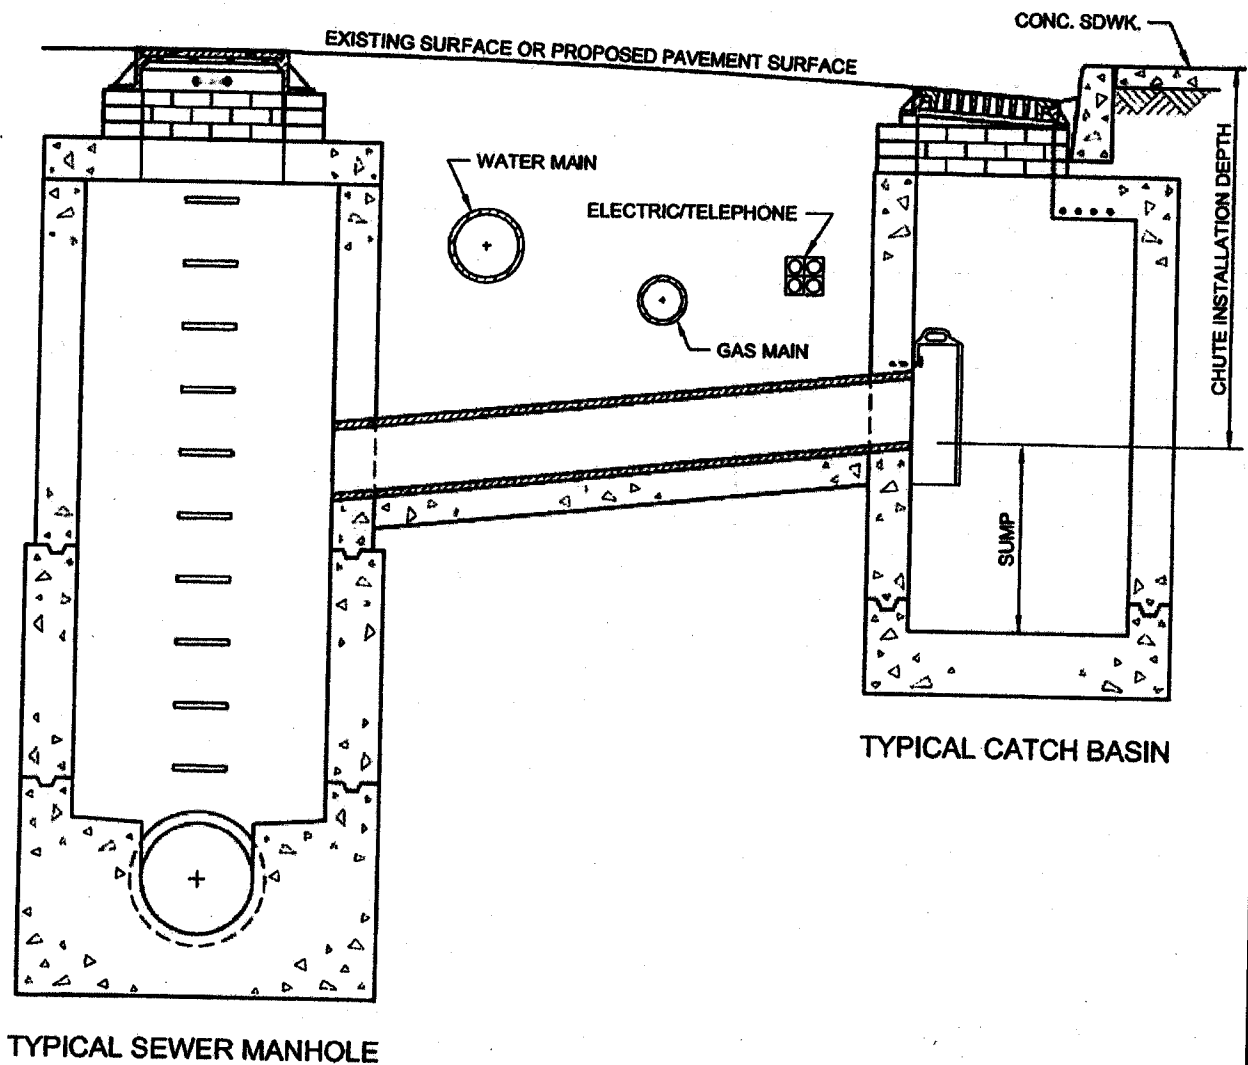 CONC. SDWK.
EXISTING SURFACE OR PROPOSED PAVEMENT SURFACE
WATER MAIN
ELECTRIC/TELEPHONE
GAS MAIN
CHUTE INSTALLATION DEPTH
SUMP
TYPICAL CATCH BASIN
TYPICAL SEWER MANHOLE